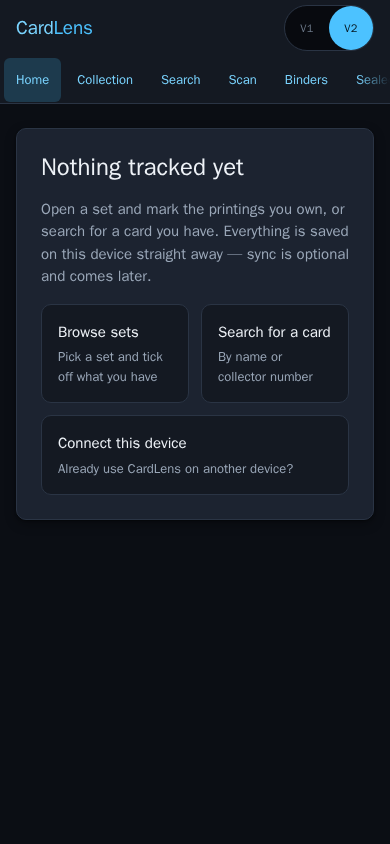 CardLens
V1
V2
Home
Collection
Search
Scan
Binders
Seale
Nothing tracked yet
Open a set and mark the printings you own, or
search for a card you have. Everything is saved
on this device straight away — sync is optional
and comes later.
Browse sets
Pick a set and tick
off what you have
Search for a card
By name or
collector number
Connect this device
Already use CardLens on another device?